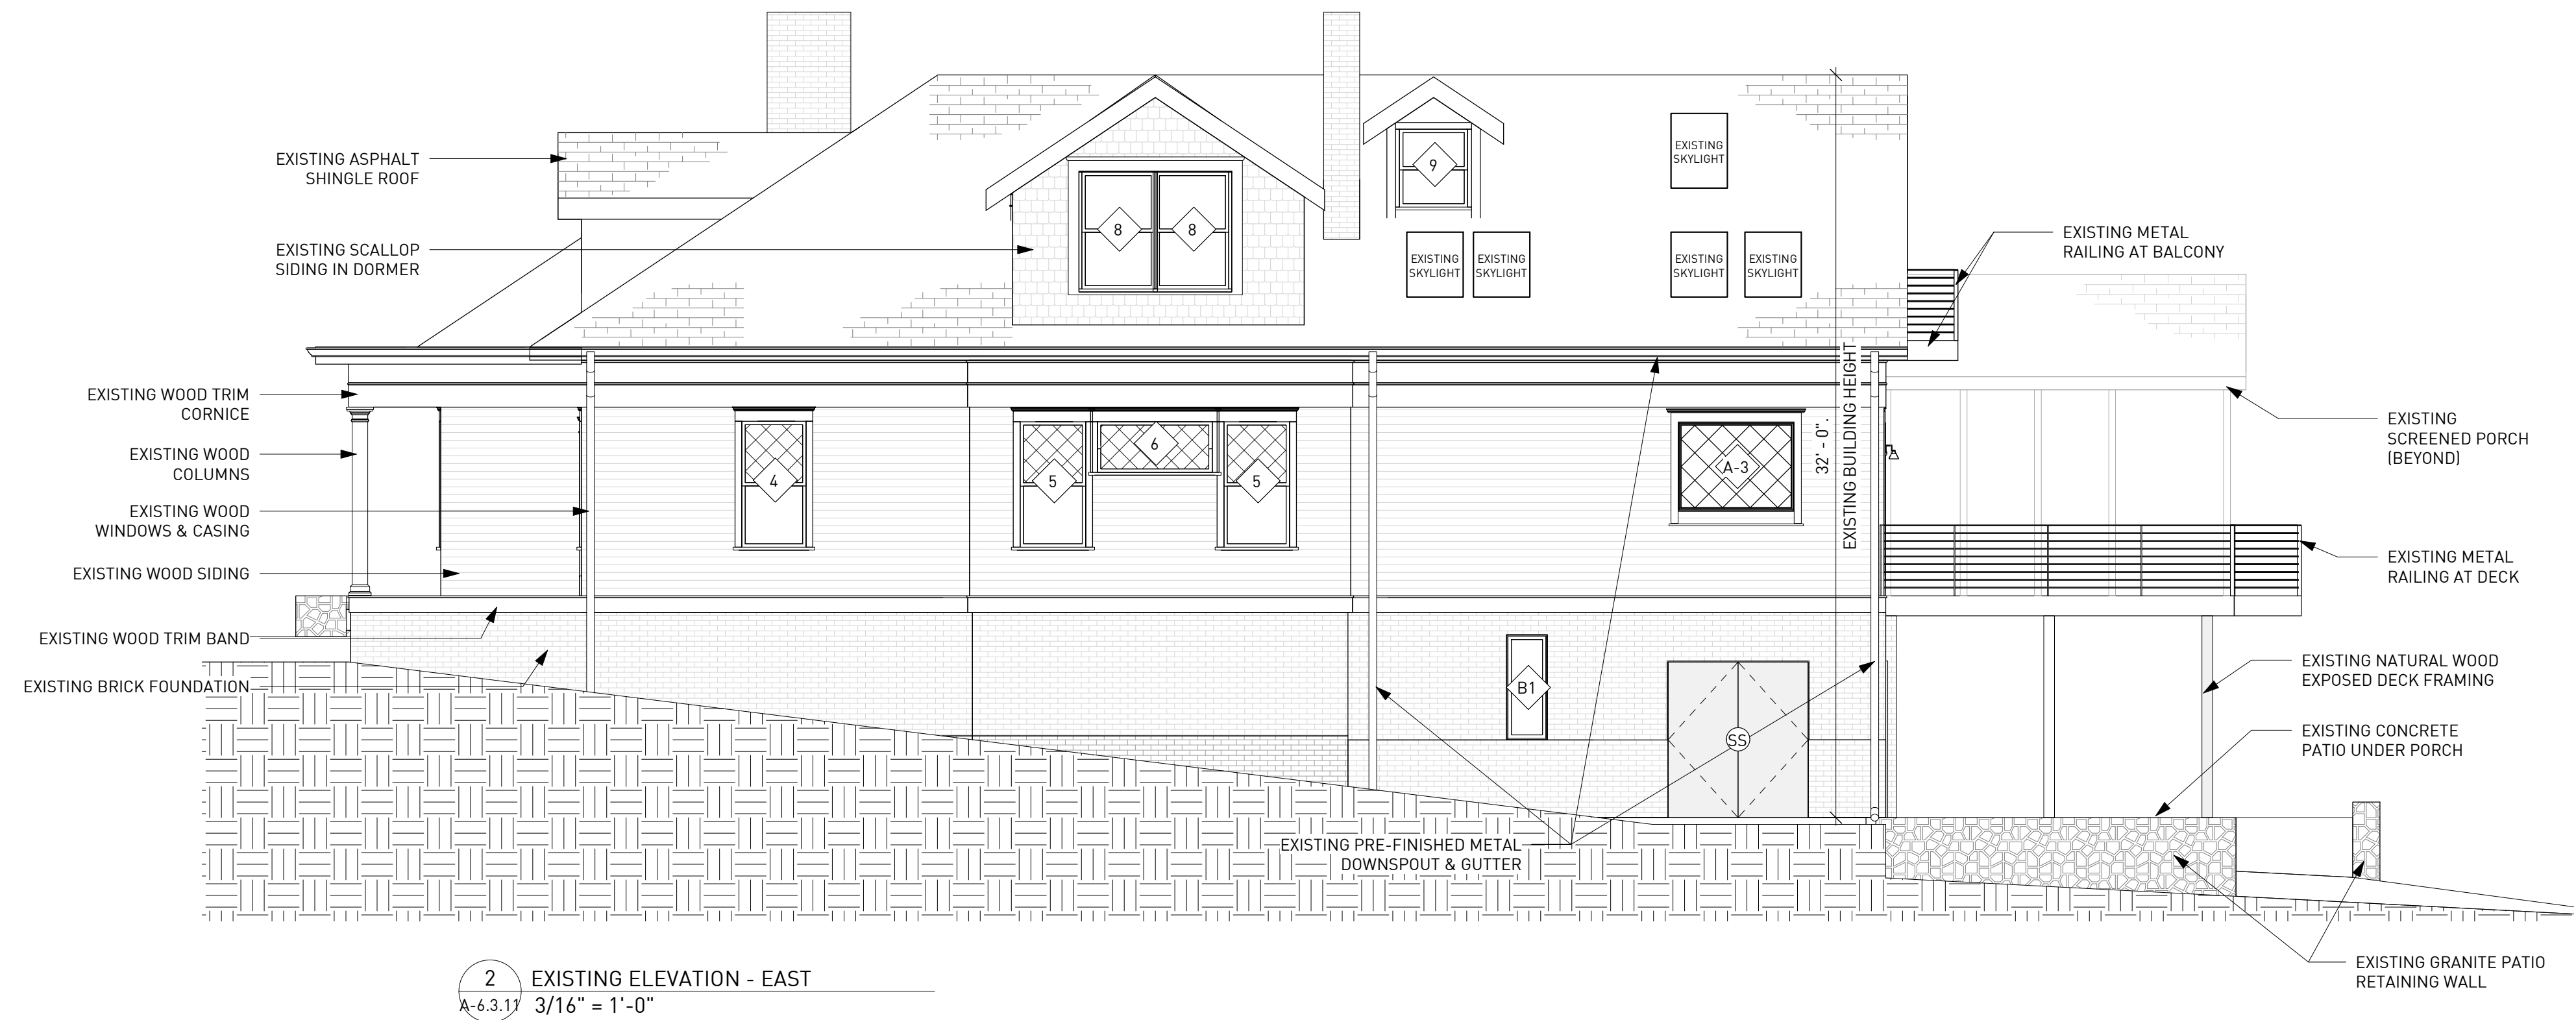 EXISTING ASPHALT
SHINGLE ROOF
EXISTING SCALLOP
SIDING IN DORMER
EXISTING WOOD TRIM
CORNICE
EXISTING WOOD
COLUMNS
EXISTING WOOD
WINDOWS & CASING
EXISTING WOOD SIDING
EXISTING WOOD TRIM BAND
EXISTING BRICK FOUNDATION
8
8
9
EXISTING
SKYLIGHT
EXISTING
SKYLIGHT
EXISTING
SKYLIGHT
EXISTING
SKYLIGHT
EXISTING
SKYLIGHT
4
5
6
5
A-3
B1
SS
32' - 0".
EXISTING BUILDING HEIGHT
EXISTING PRE-FINISHED METAL
DOWNSPOUT & GUTTER
EXISTING METAL
RAILING AT BALCONY
EXISTING
SCREENED PORCH
(BEYOND)
EXISTING METAL
RAILING AT DECK
EXISTING NATURAL WOOD
EXPOSED DECK FRAMING
EXISTING CONCRETE
PATIO UNDER PORCH
EXISTING GRANITE PATIO
RETAINING WALL
2
A-6.3.11
EXISTING ELEVATION - EAST
3/16" = 1'-0"